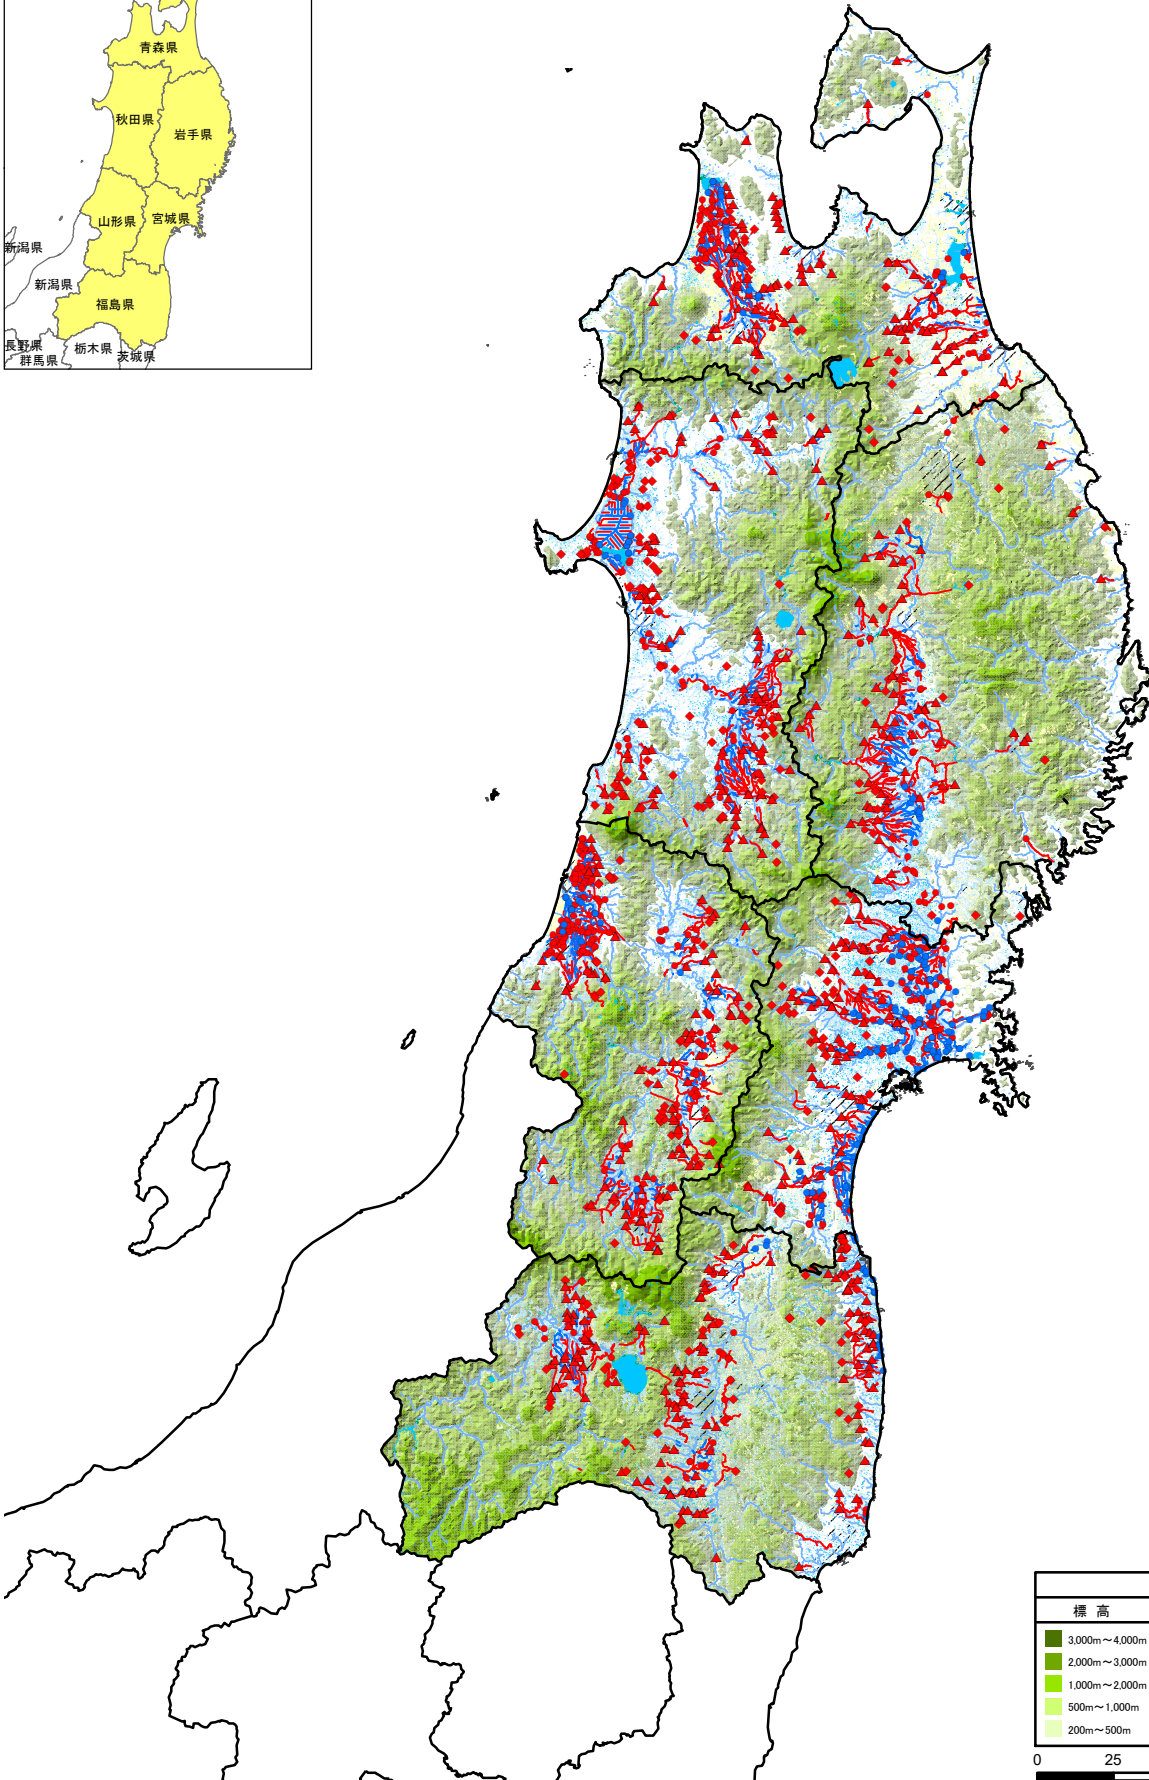 青森県
秋田県
岩手県
山形県
宮城県
新潟県
新潟県
福島県
長野県
群馬県
栃木県
茨城県
標 高
3,000m～4,000m
2,000m～3,000m
1,000m～2,000m
500m～1,000m
200m～500m
0 25